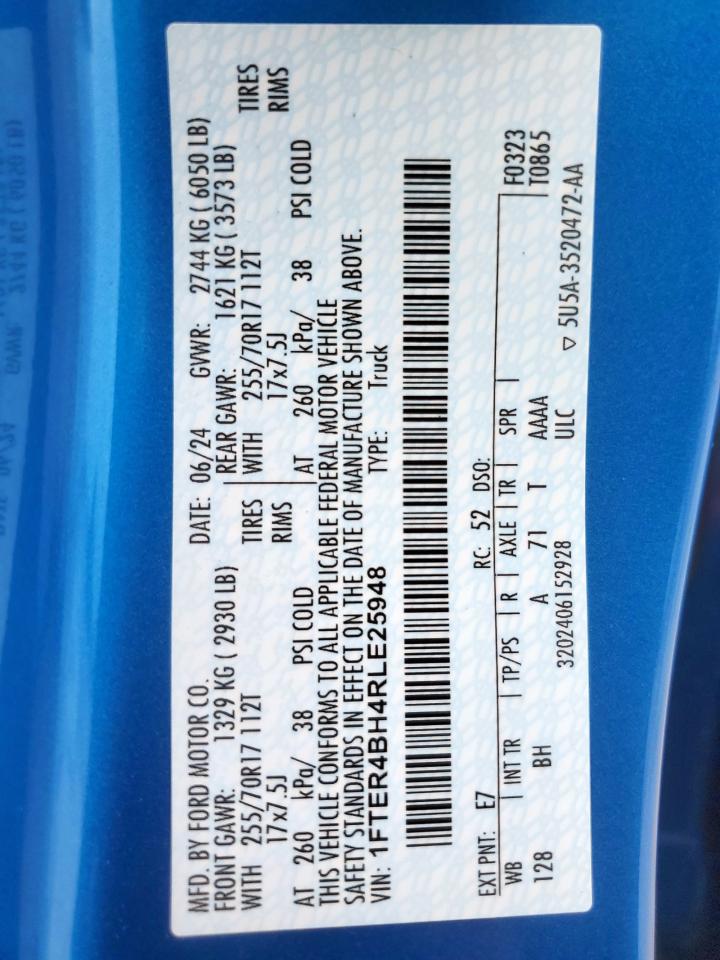 MFD. BY FORD MOTOR CO. DATE: 06/24 GVWR: 2744 KG ( 6050 LB)
FRONT GAWR: 1329 KG ( 2930 LB) REAR GAWR: 1621 KG ( 3573 LB)
WITH 255/70R17 112T TIRES WITH 255/70R17 112T TIRES
17x7.5J RIMS 17x7.5J RIMS
AT 260 kPa/ 38 PSI COLD AT 260 kPa/ 38 PSI COLD
THIS VEHICLE CONFORMS TO ALL APPLICABLE FEDERAL MOTOR VEHICLE
SAFETY STANDARDS IN EFFECT ON THE DATE OF MANUFACTURE SHOWN ABOVE.
VIN: 1FTER4BH4RLE25948 TYPE: Truck
EXT PNT: E7 RC: 52 DSO: F0323
WB INT TR TP/PS R AXLE TR SPR T0865
128 BH A 71 T AAAA
3202406152928 ULC ▽ 5U5A-3520472-AA